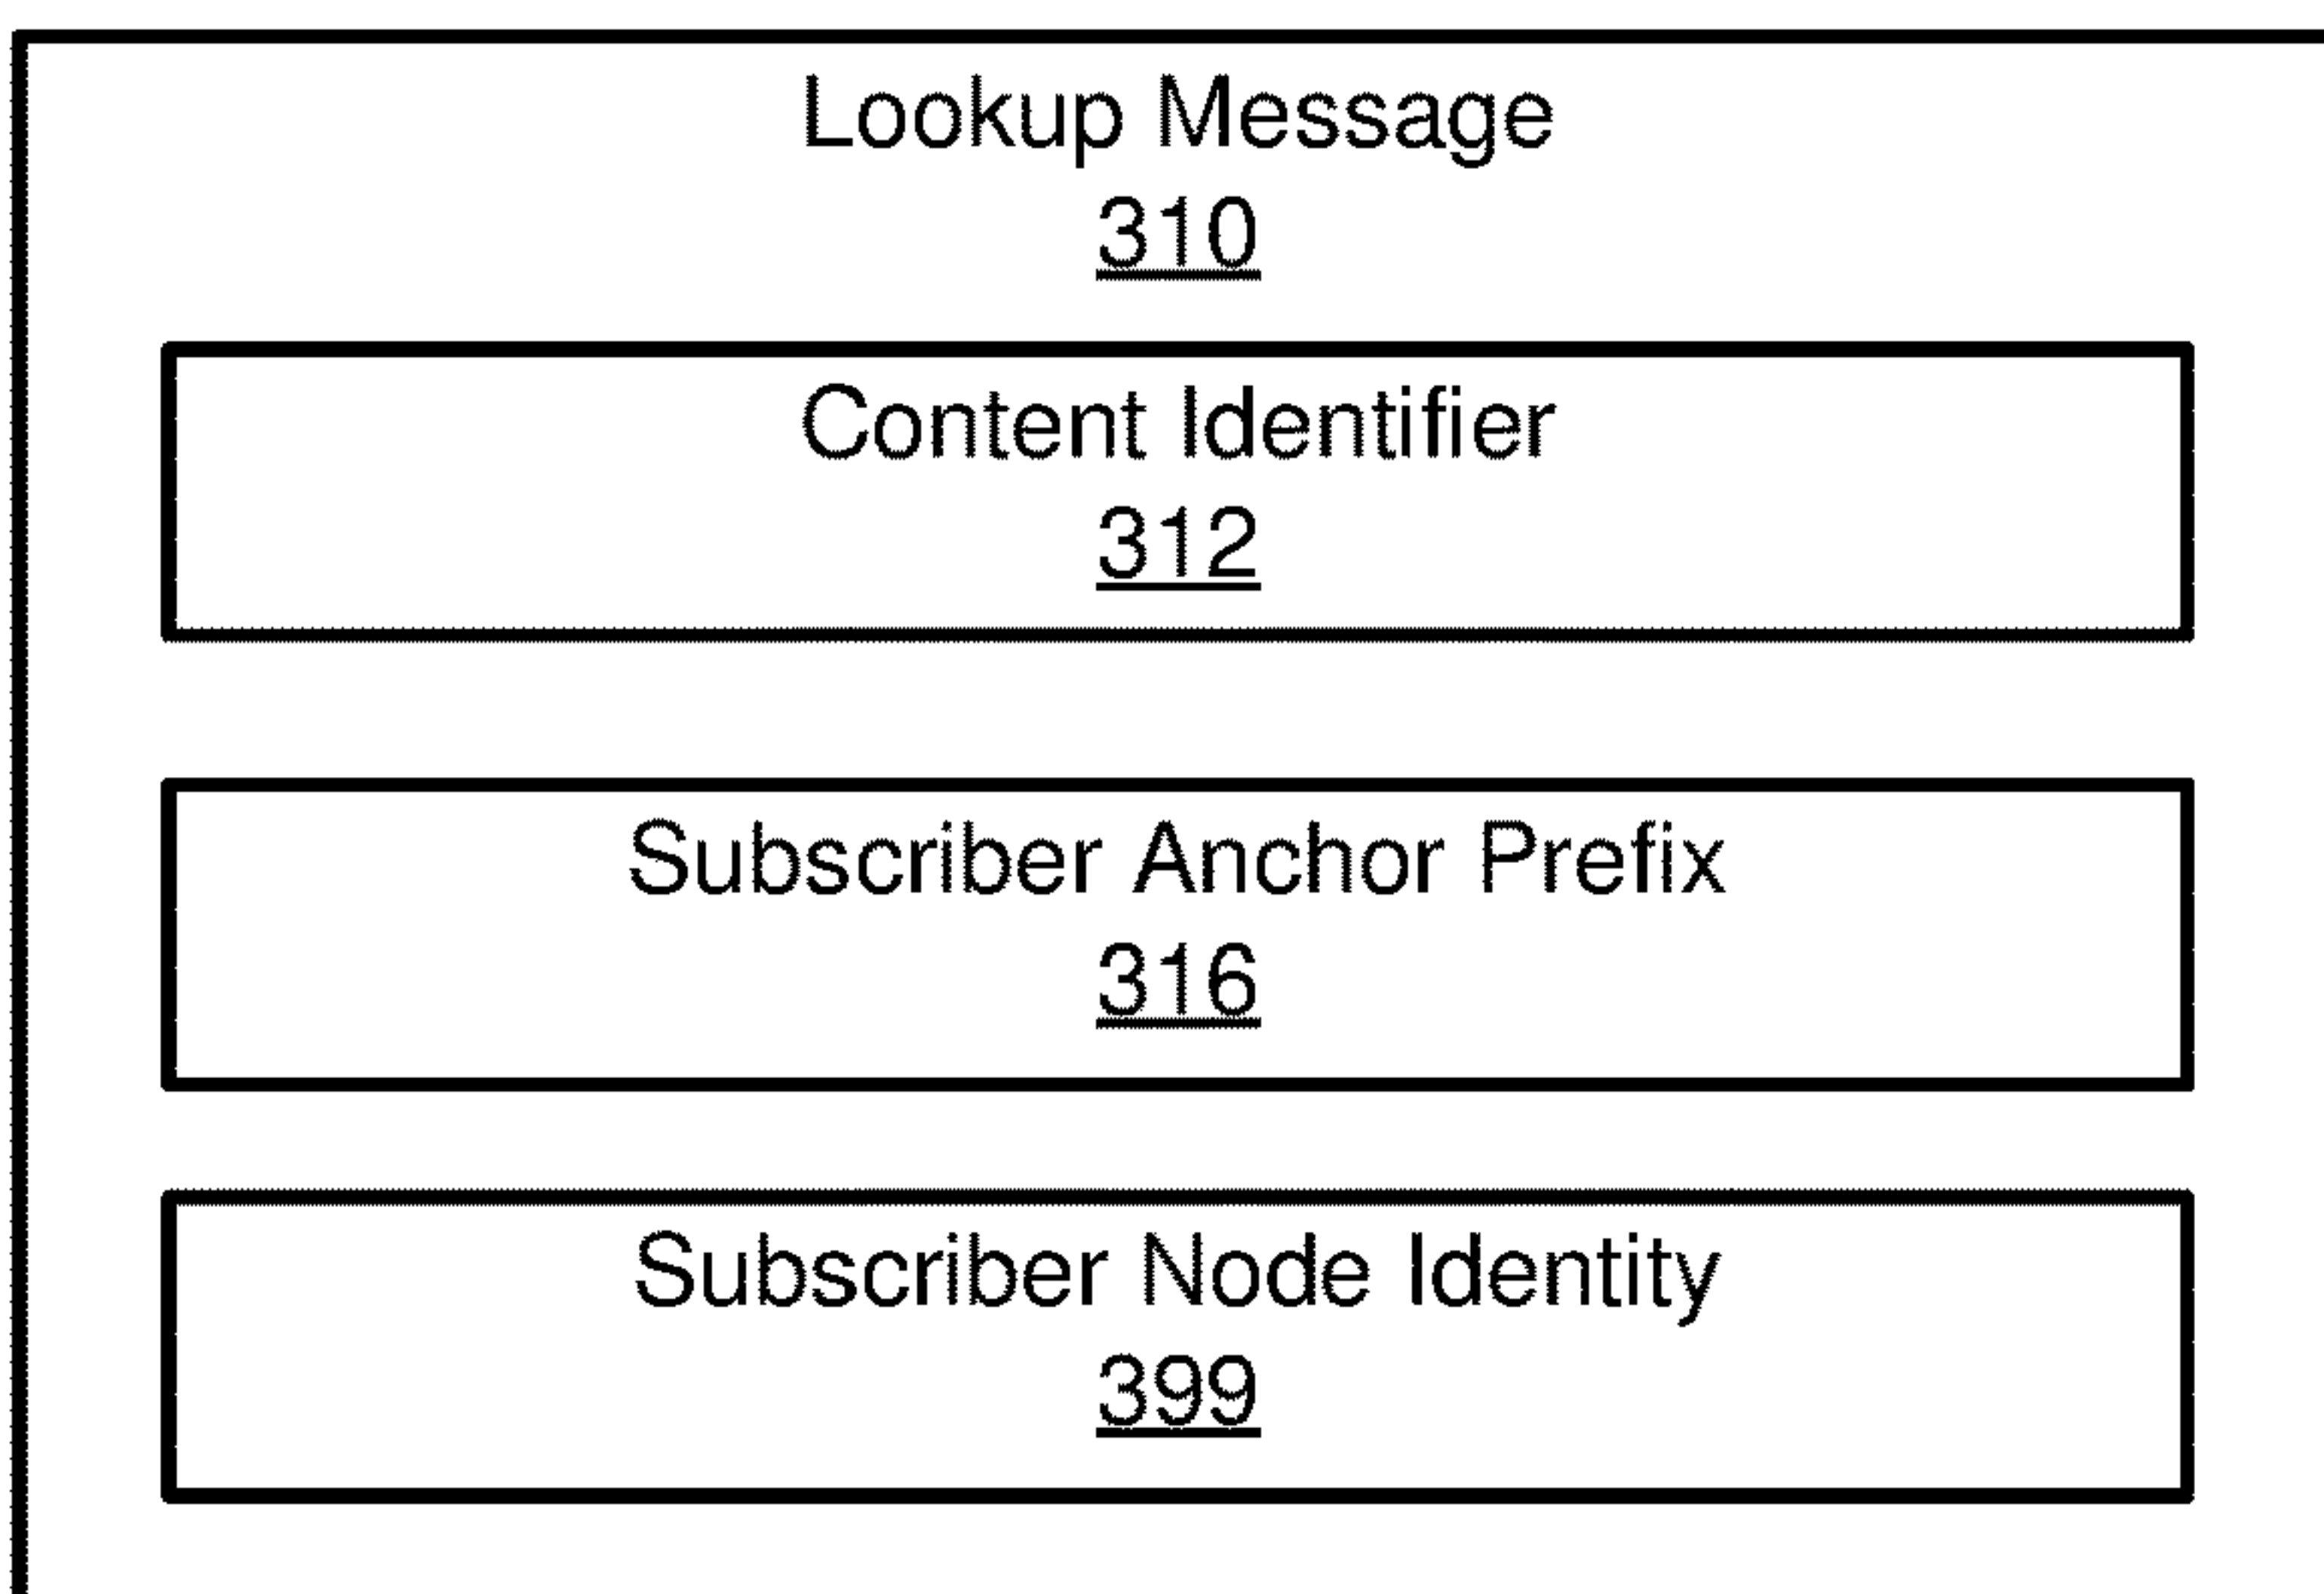 Lookup Message
310
Content Identifier
312
Subscriber Anchor Prefix
316
Subscriber Node Identity
399